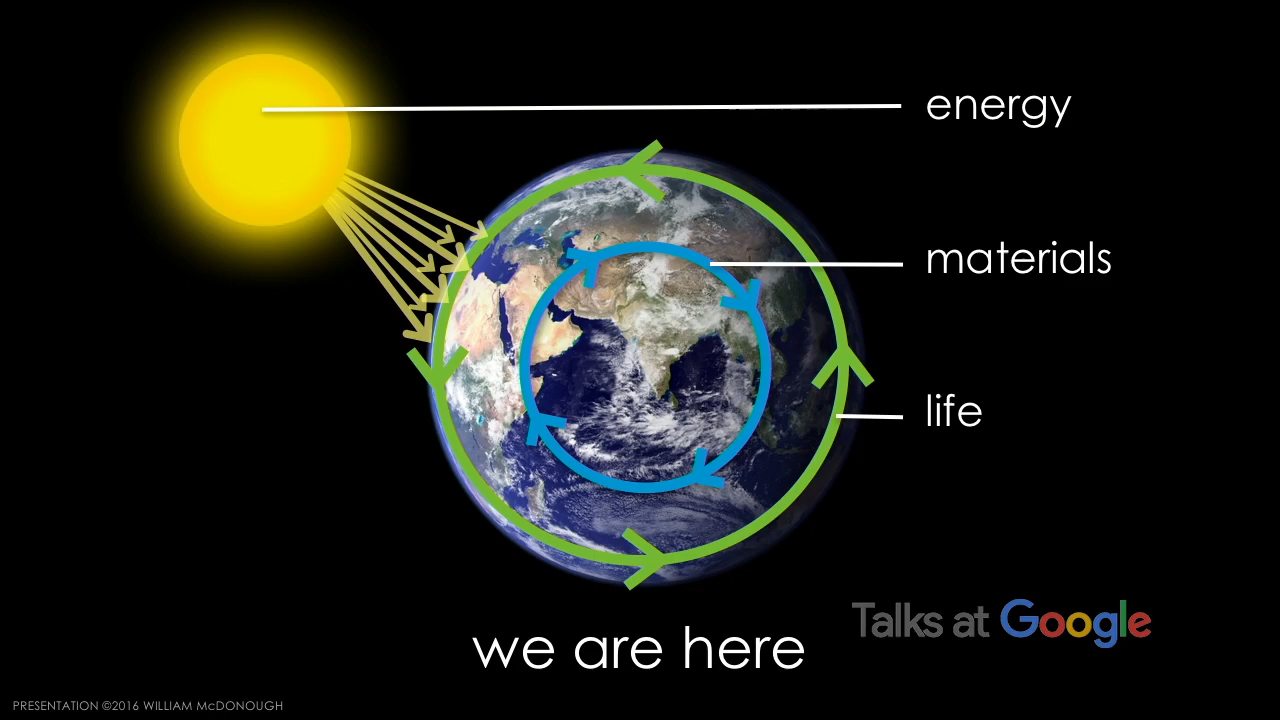 energy
materials
life
Talks at Google
we are here
PRESENTATION ©2016 WILLIAM McDONOUGH